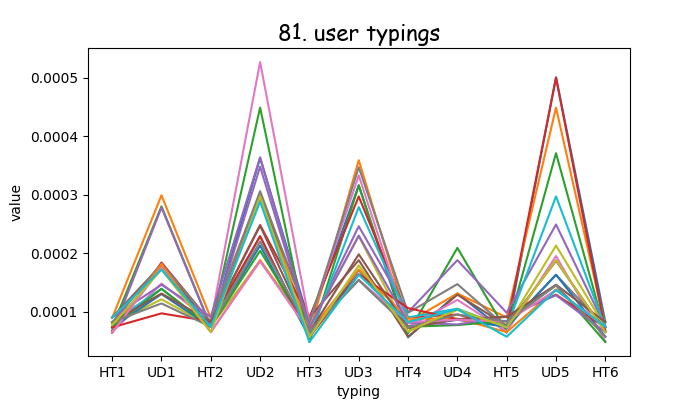 81. user typings
0.0005
0.0004
0.0003
0.0002
0.0001
value
HT1 UD1 HT2 UD2 HT3 UD3 HT4 UD4 HT5 UD5 HT6
typing